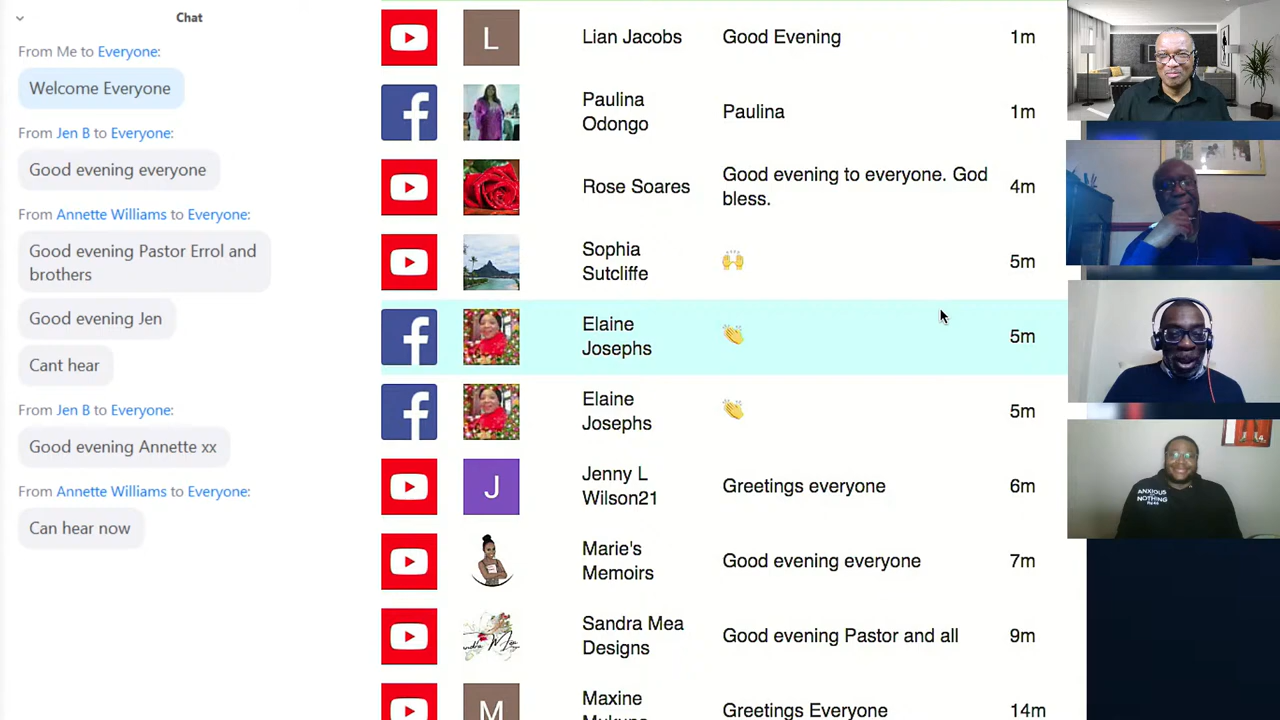 Chat
From Me to Everyone:
Welcome Everyone
From Jen B to Everyone:
Good evening everyone
From Annette Williams to Everyone:
Good evening Pastor Errol and
brothers
Good evening Jen
Cant hear
From Jen B to Everyone:
Good evening Annette xx
From Annette Williams to Everyone:
Can hear now
L
Lian Jacobs
Good Evening
1m
Paulina
Odongo
Paulina
1m
Rose Soares
Good evening to everyone. God
bless.
4m
Sophia
Sutcliffe
🙌
5m
Elaine
Josephs
👏
5m
Elaine
Josephs
👏
5m
J
Jenny L
Wilson21
Greetings everyone
6m
Marie's
Memoirs
Good evening everyone
7m
Sandra Mea
Designs
Good evening Pastor and all
9m
M
Maxine
Greetings Everyone
14m
ANXIOUS
NOTHING